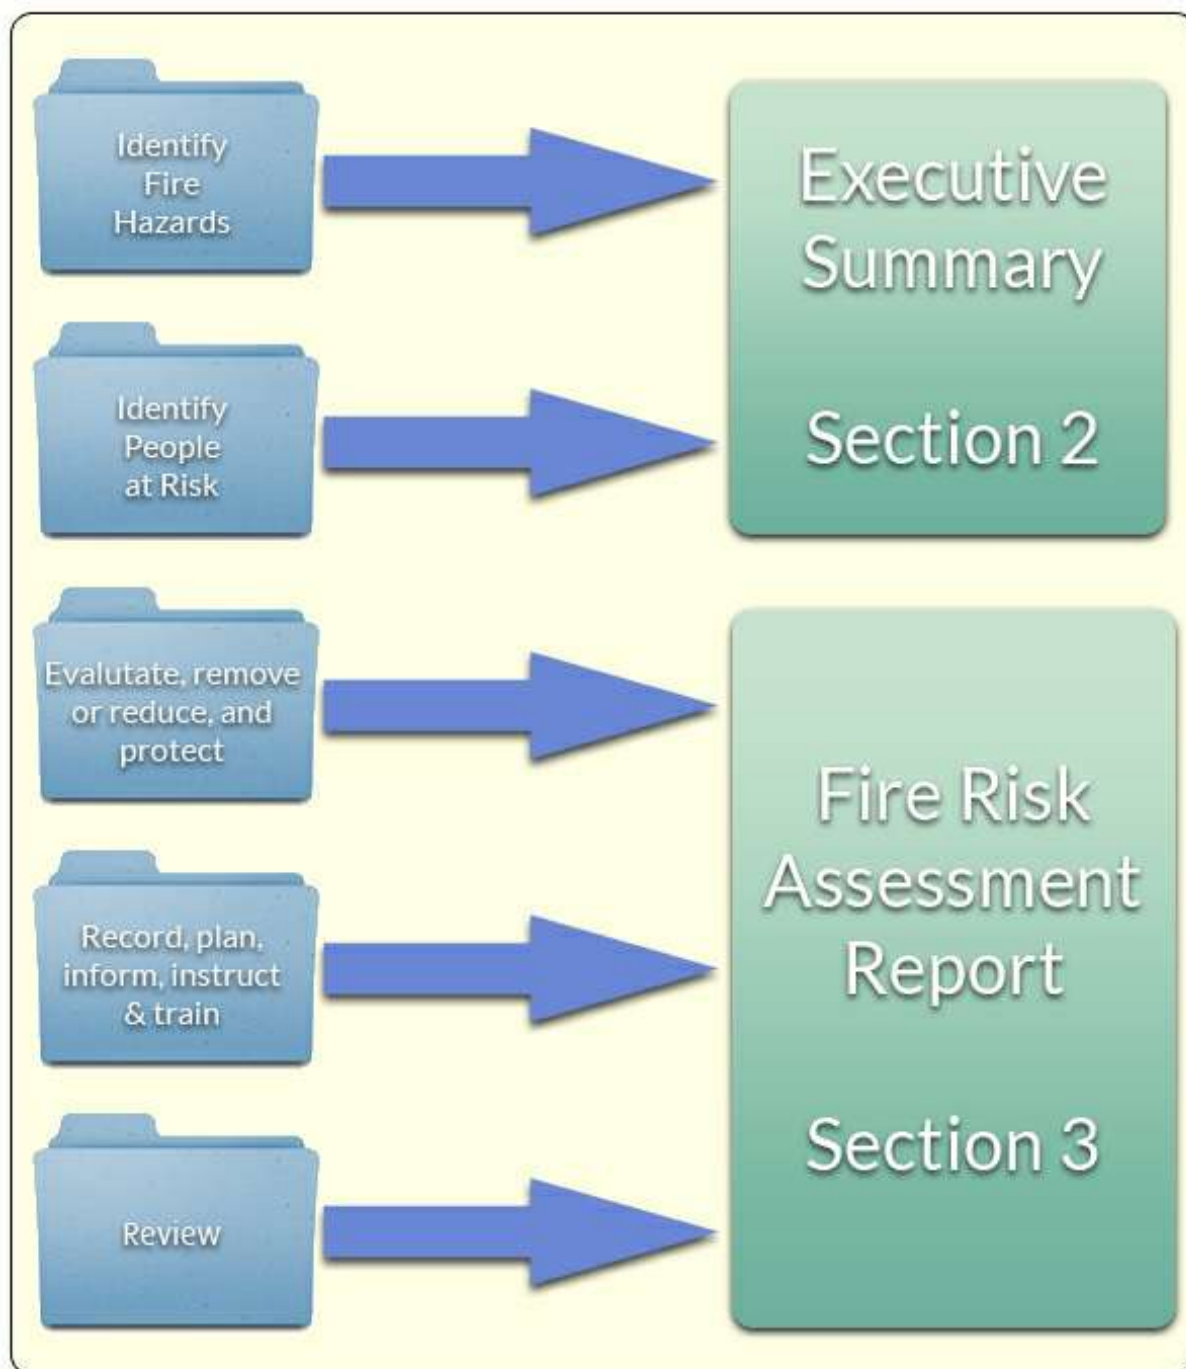 Identify
Fire
Hazards
Executive
Summary
Section 2
Identify
People
at Risk
Evalutate, remove
or reduce, and
protect
Fire Risk
Assessment
Report
Section 3
Record, plan,
inform, instruct
& train
Review